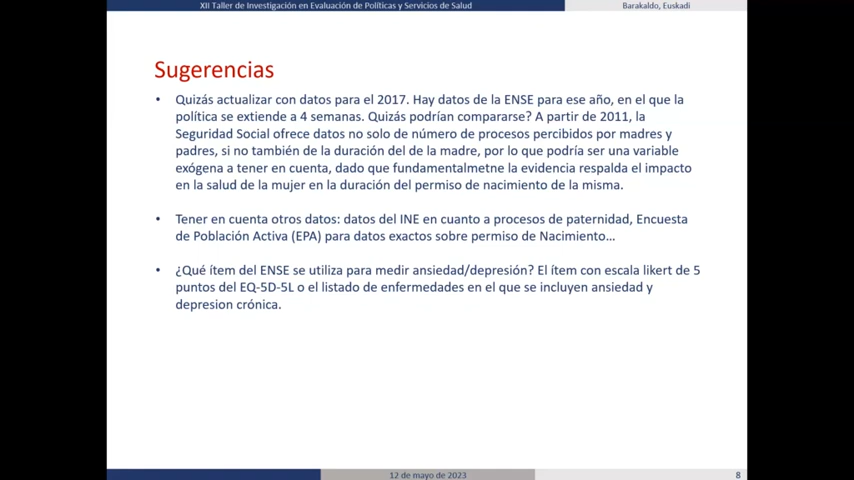 XII Taller de Investigación en Evaluación de Políticas y Servicios de Salud
Barakaldo, Euskadi
Sugerencias
• Quizás actualizar con datos para el 2017. Hay datos de la ENSE para ese año, en el que la
política se extiende a 4 semanas. Quizás podrían compararse? A partir de 2011, la
Seguridad Social ofrece datos no solo de número de procesos percibidos por madres y
padres, si no también de la duración del de la madre, por lo que podría ser una variable
exógena a tener en cuenta, dado que fundamentalmetne la evidencia respalda el impacto
en la salud de la mujer en la duración del permiso de nacimiento de la misma.
• Tener en cuenta otros datos: datos del INE en cuanto a procesos de paternidad, Encuesta
de Población Activa (EPA) para datos exactos sobre permiso de Nacimiento…
• ¿Qué ítem del ENSE se utiliza para medir ansiedad/depresión? El ítem con escala likert de 5
puntos del EQ-5D-5L o el listado de enfermedades en el que se incluyen ansiedad y
depresion crónica.
12 de mayo de 2023
8